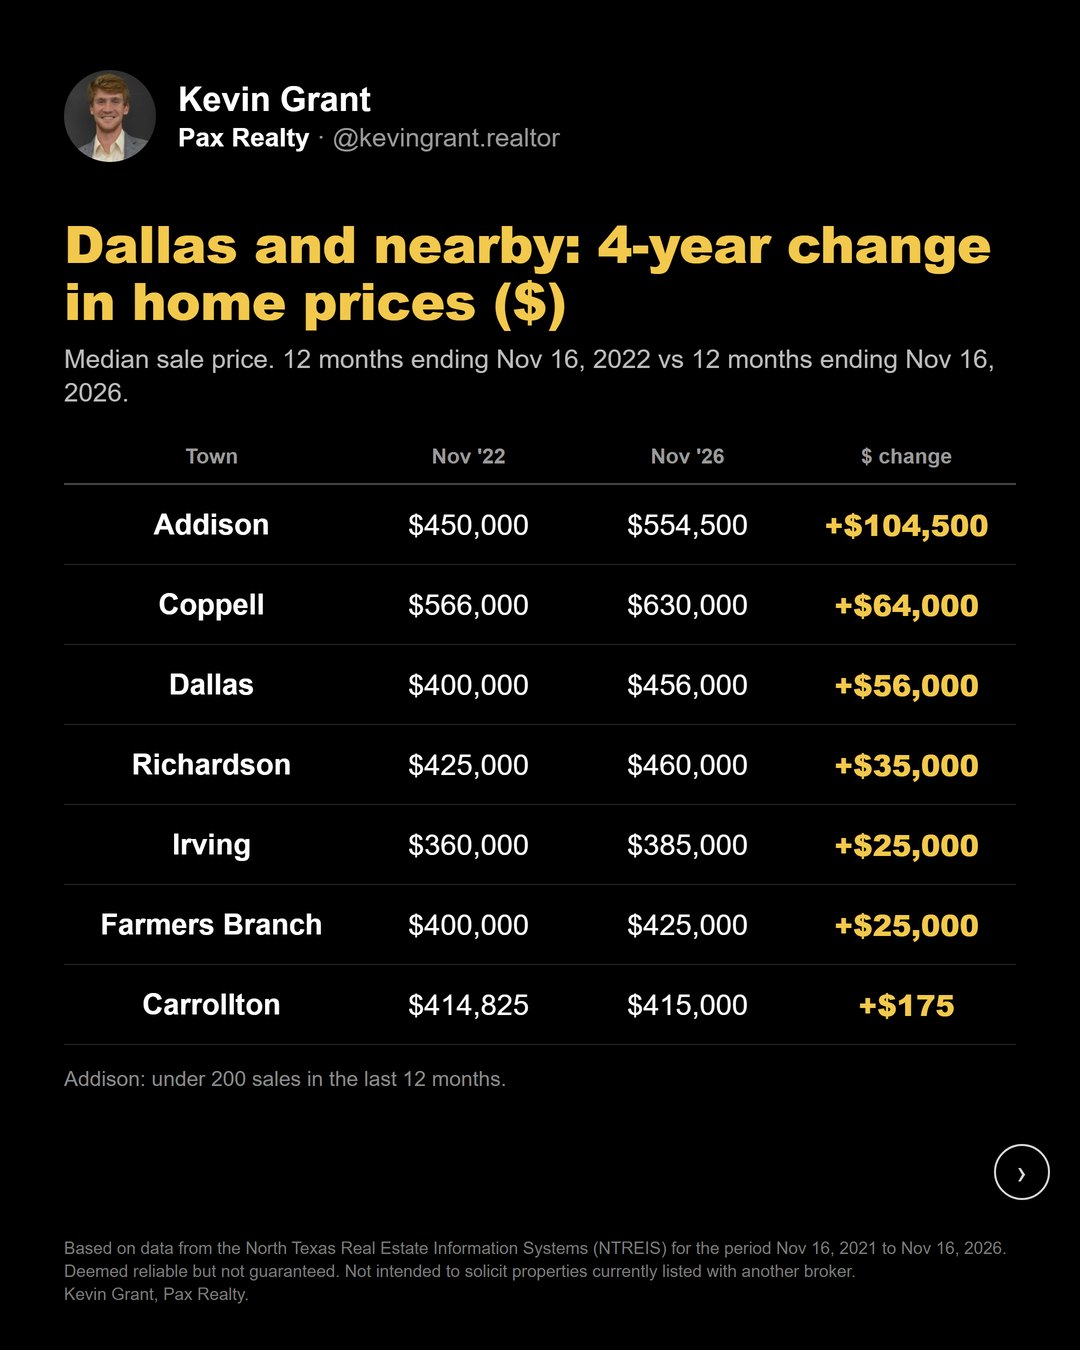 Kevin Grant
Pax Realty · @kevingrant.realtor
Dallas and nearby: 4-year change
in home prices ($)
Median sale price. 12 months ending Nov 16, 2022 vs 12 months ending Nov 16,
2026.
Town Nov '22 Nov '26 $ change
Addison $450,000 $554,500 +$104,500
Coppell $566,000 $630,000 +$64,000
Dallas $400,000 $456,000 +$56,000
Richardson $425,000 $460,000 +$35,000
Irving $360,000 $385,000 +$25,000
Farmers Branch $400,000 $425,000 +$25,000
Carrollton $414,825 $415,000 +$175
Addison: under 200 sales in the last 12 months.
›
Based on data from the North Texas Real Estate Information Systems (NTREIS) for the period Nov 16, 2021 to Nov 16, 2026.
Deemed reliable but not guaranteed. Not intended to solicit properties currently listed with another broker.
Kevin Grant, Pax Realty.